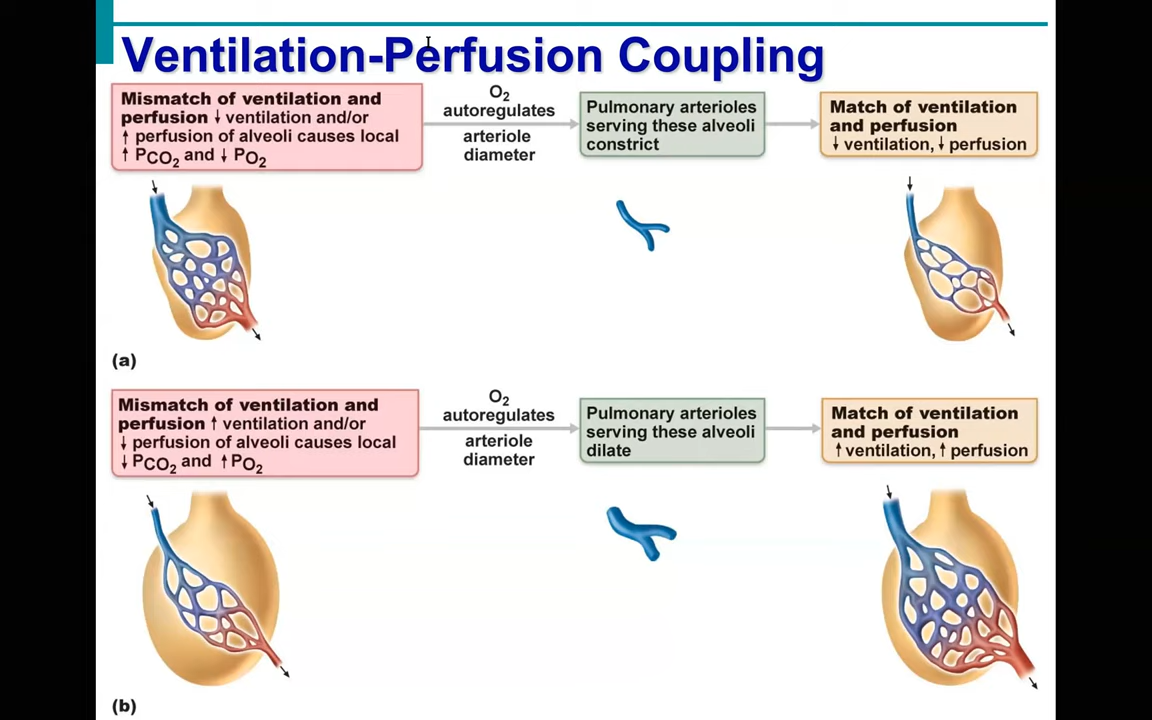 Ventilation-Perfusion Coupling
Mismatch of ventilation and
perfusion ↓ ventilation and/or
↑ perfusion of alveoli causes local
↑ PCO₂ and ↓ PO₂
O₂
autoregulates
arteriole
diameter
Pulmonary arterioles
serving these alveoli
constrict
Match of ventilation
and perfusion
↓ ventilation, ↓ perfusion
(a)
Mismatch of ventilation and
perfusion ↑ ventilation and/or
↓ perfusion of alveoli causes local
↓ PCO₂ and ↑ PO₂
O₂
autoregulates
arteriole
diameter
Pulmonary arterioles
serving these alveoli
dilate
Match of ventilation
and perfusion
↑ ventilation, ↑ perfusion
(b)